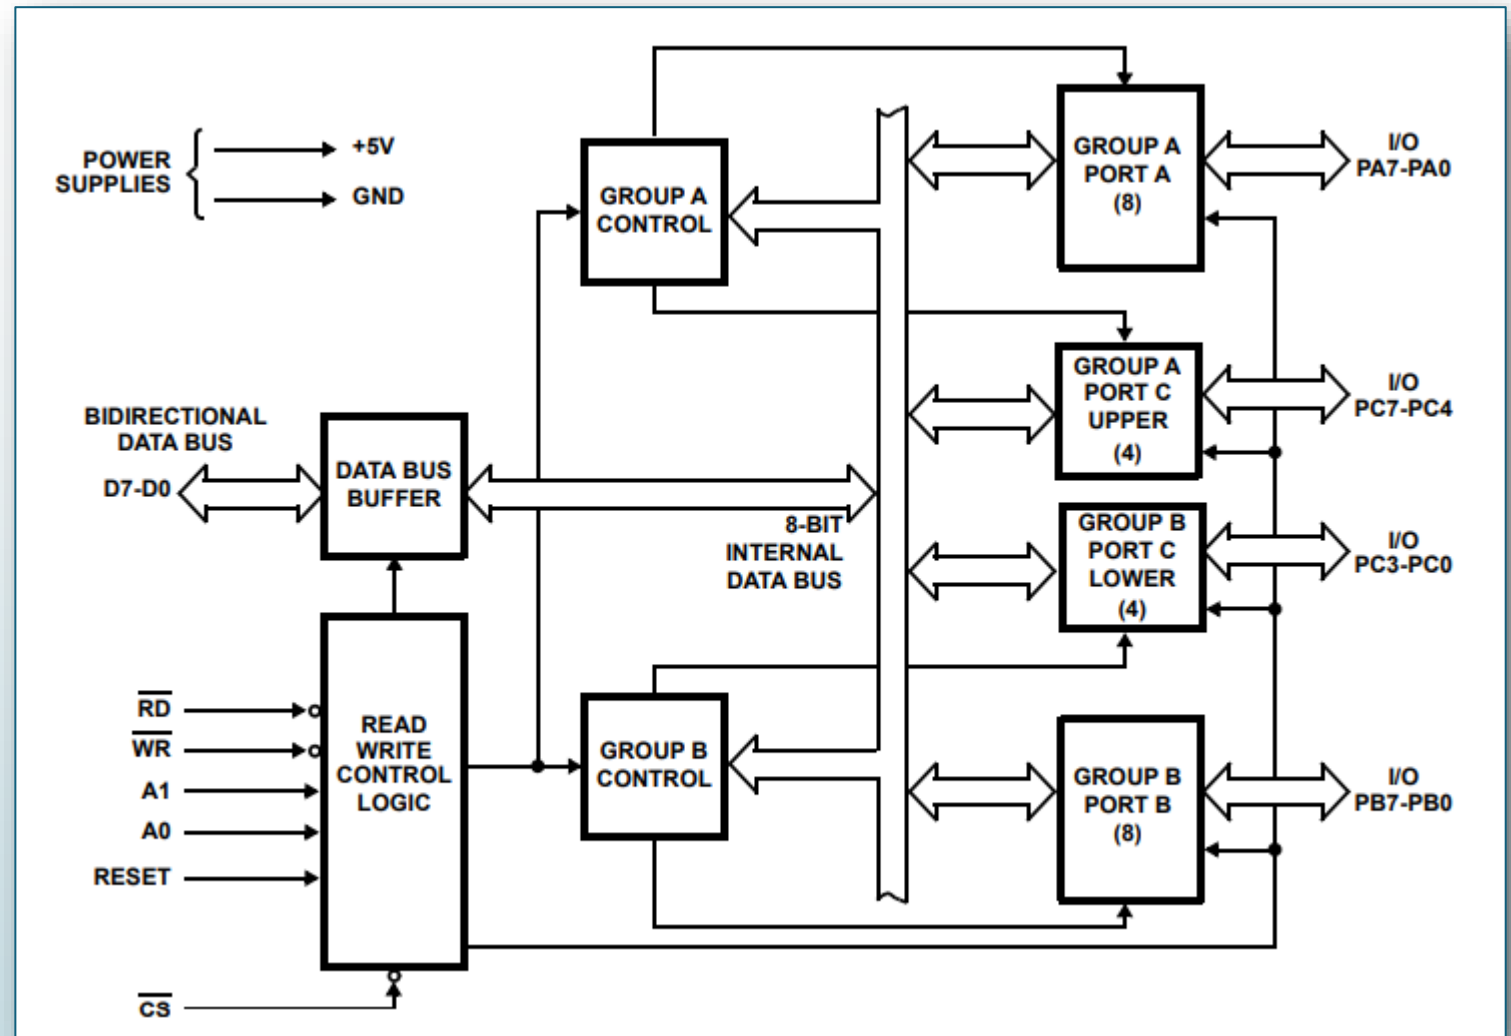 POWER
SUPPLIES
+5V
GND
GROUP A
CONTROL
GROUP A
PORT A
(8)
I/O
PA7-PA0
GROUP A
PORT C
UPPER
(4)
I/O
PC7-PC4
BIDIRECTIONAL
DATA BUS
D7-D0
DATA BUS
BUFFER
8-BIT
INTERNAL
DATA BUS
GROUP B
PORT C
LOWER
(4)
I/O
PC3-PC0
RD
WR
A1
A0
RESET
CS
READ
WRITE
CONTROL
LOGIC
GROUP B
CONTROL
GROUP B
PORT B
(8)
I/O
PB7-PB0